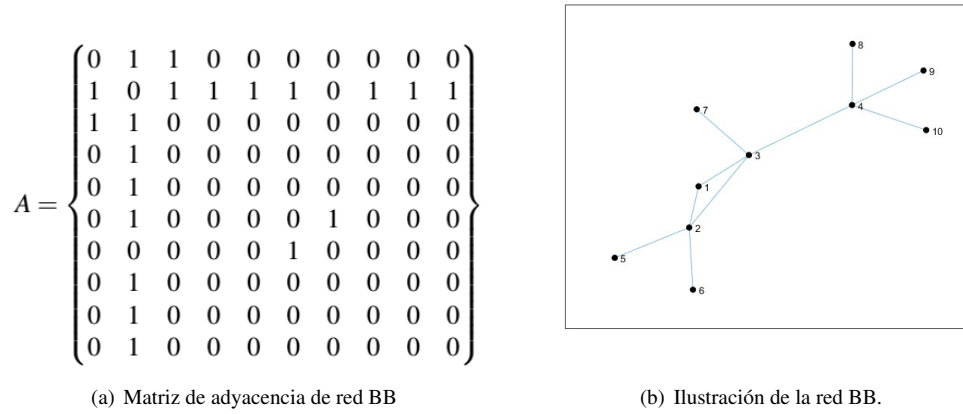 0 1 1 0 0 0 0 0 0 0
1 0 1 1 1 1 0 1 1 1
1 1 0 0 0 0 0 0 0 0
0 1 0 0 0 0 0 0 0 0
0 1 0 0 0 0 0 0 0 0
A = 0 1 0 0 0 0 1 0 0 0
0 0 0 0 0 1 0 0 0 0
0 1 0 0 0 0 0 0 0 0
0 1 0 0 0 0 0 0 0 0
0 1 0 0 0 0 0 0 0 0
(a) Matriz de adyacencia de red BB
8
9
4
7
10
3
1
2
5
6
(b) Ilustración de la red BB.